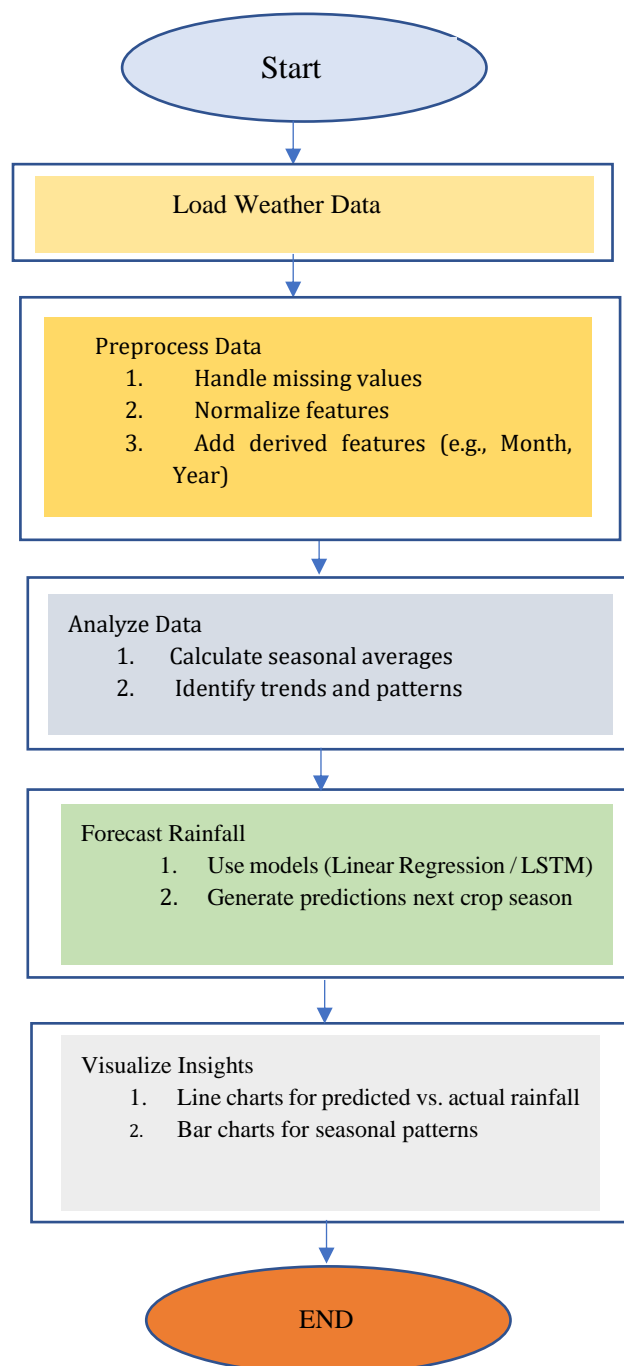 Start
Load Weather Data
Preprocess Data
1. Handle missing values
2. Normalize features
3. Add derived features (e.g., Month,
Year)
Analyze Data
1. Calculate seasonal averages
2. Identify trends and patterns
Forecast Rainfall
1. Use models (Linear Regression / LSTM)
2. Generate predictions next crop season
Visualize Insights
1. Line charts for predicted vs. actual rainfall
2. Bar charts for seasonal patterns
END